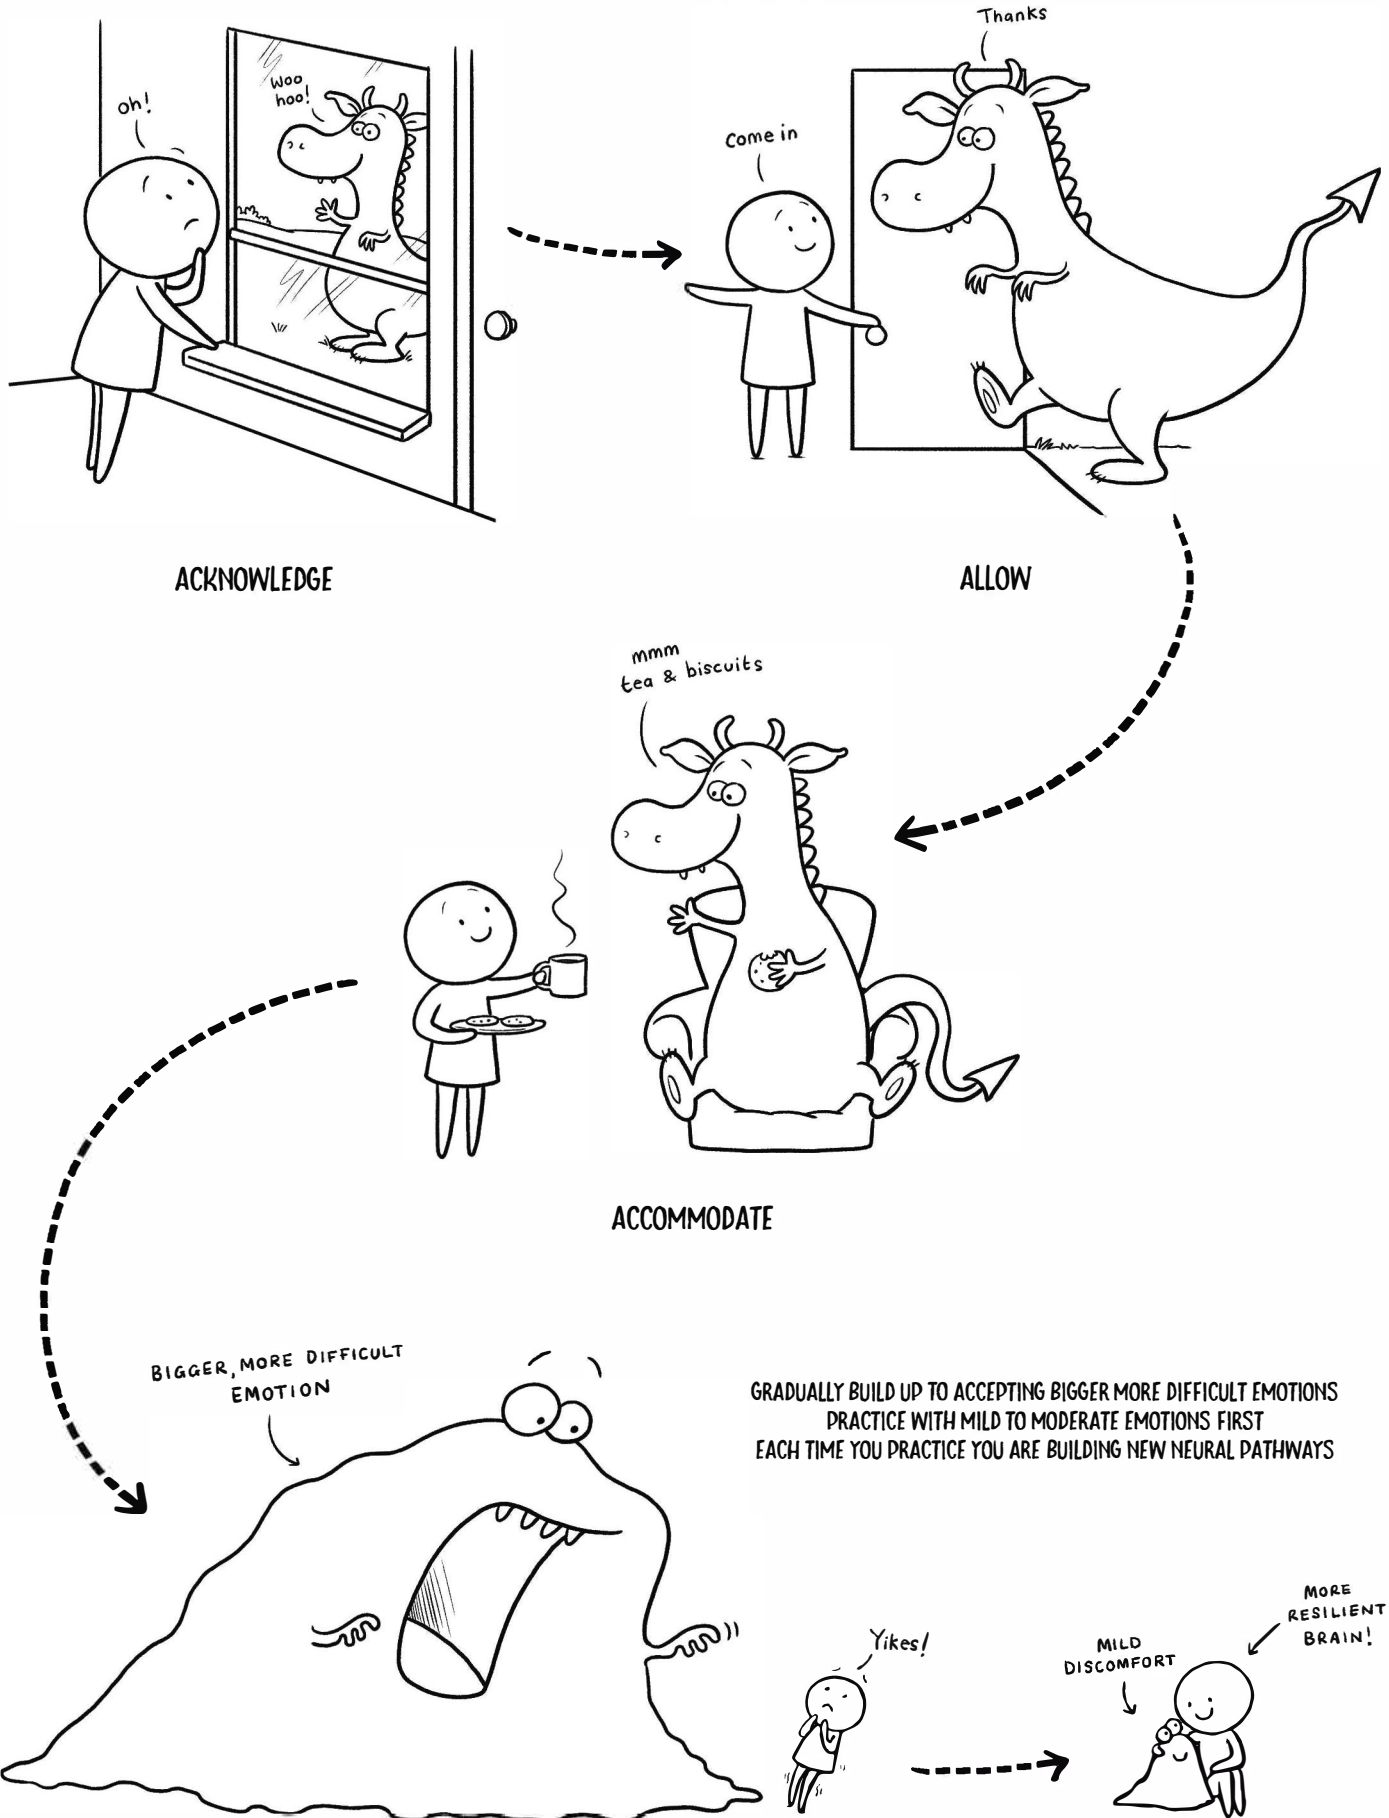 oh!
Woo
hoo!
Come in
Thanks
ACKNOWLEDGE
ALLOW
mmm
tea & biscuits
ACCOMMODATE
BIGGER, MORE DIFFICULT
EMOTION
GRADUALLY BUILD UP TO ACCEPTING BIGGER MORE DIFFICULT EMOTIONS
PRACTICE WITH MILD TO MODERATE EMOTIONS FIRST
EACH TIME YOU PRACTICE YOU ARE BUILDING NEW NEURAL PATHWAYS
Yikes!
MILD
DISCOMFORT
MORE
RESILIENT
BRAIN!